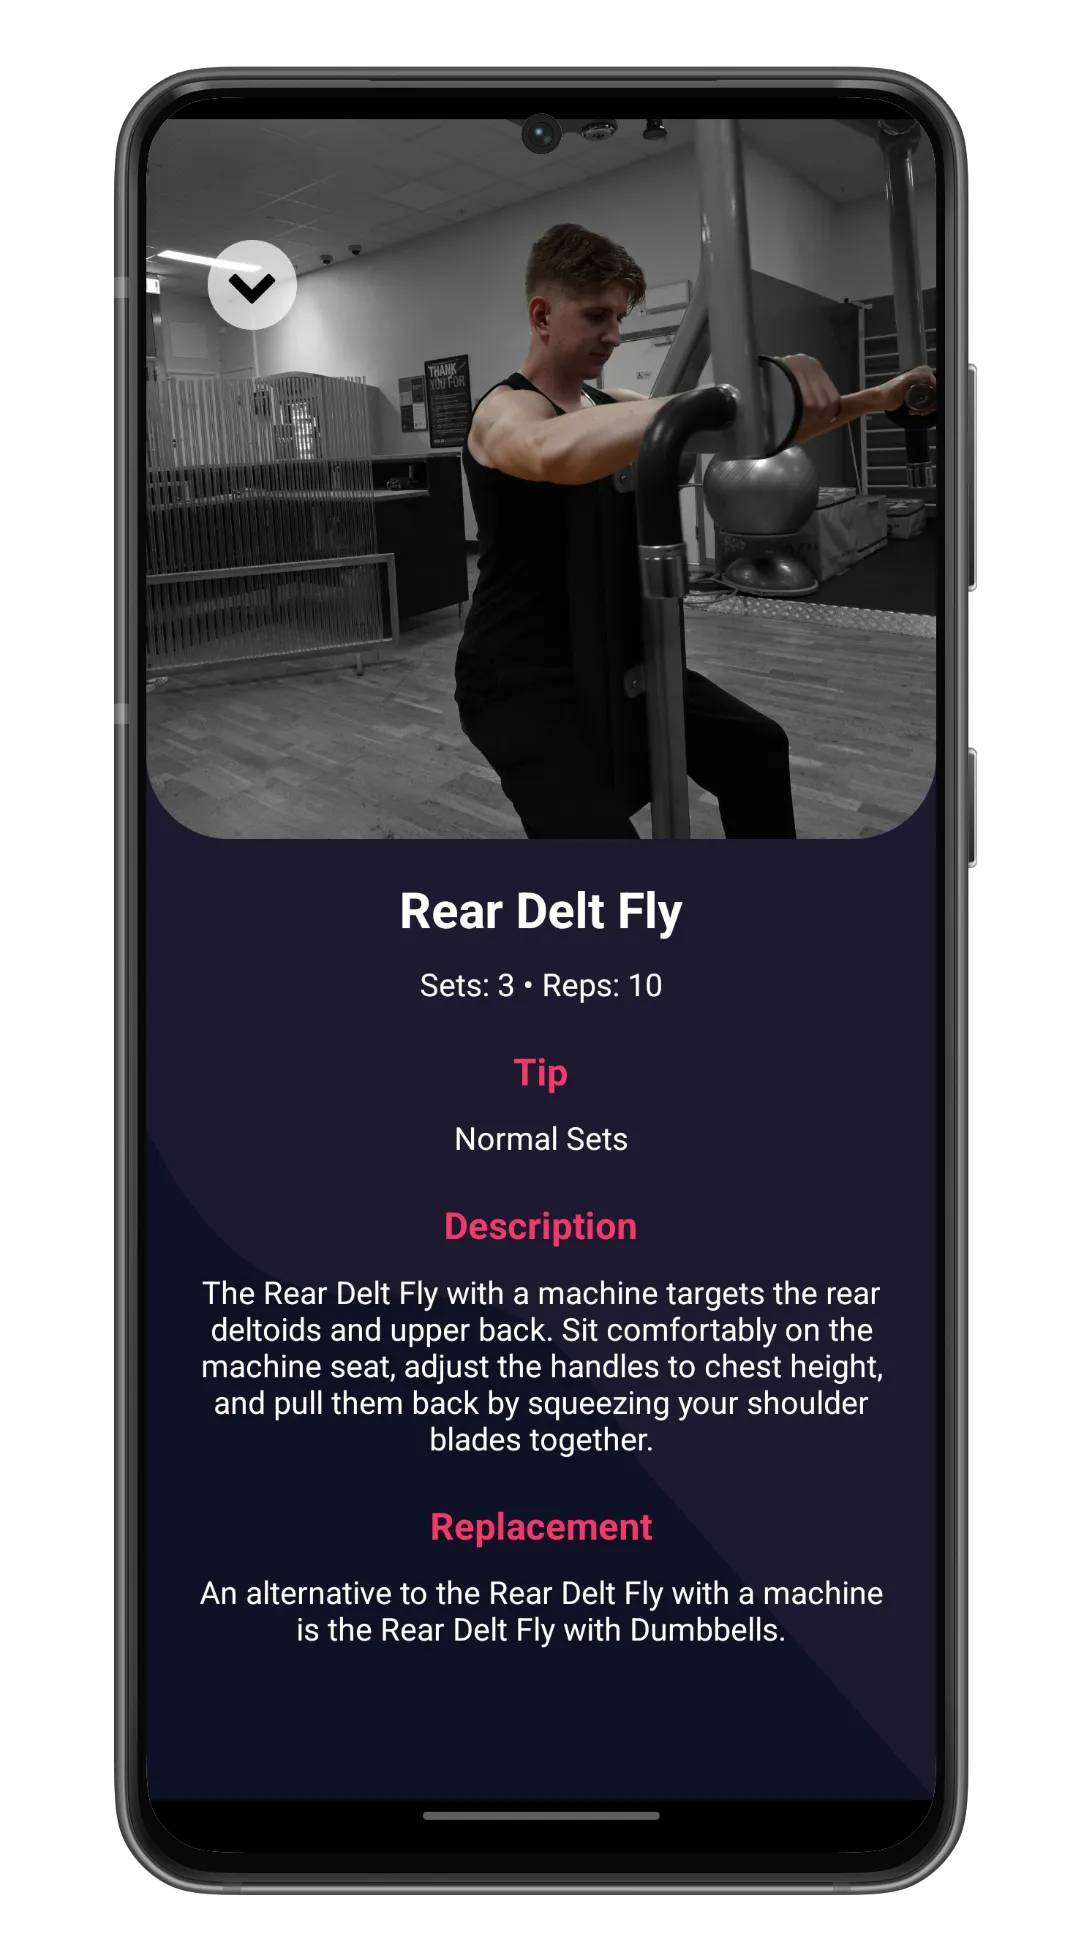 THANK
YOU FOR
Rear Delt Fly
Sets: 3 • Reps: 10
Tip
Normal Sets
Description
The Rear Delt Fly with a machine targets the rear
deltoids and upper back. Sit comfortably on the
machine seat, adjust the handles to chest height,
and pull them back by squeezing your shoulder
blades together.
Replacement
An alternative to the Rear Delt Fly with a machine
is the Rear Delt Fly with Dumbbells.